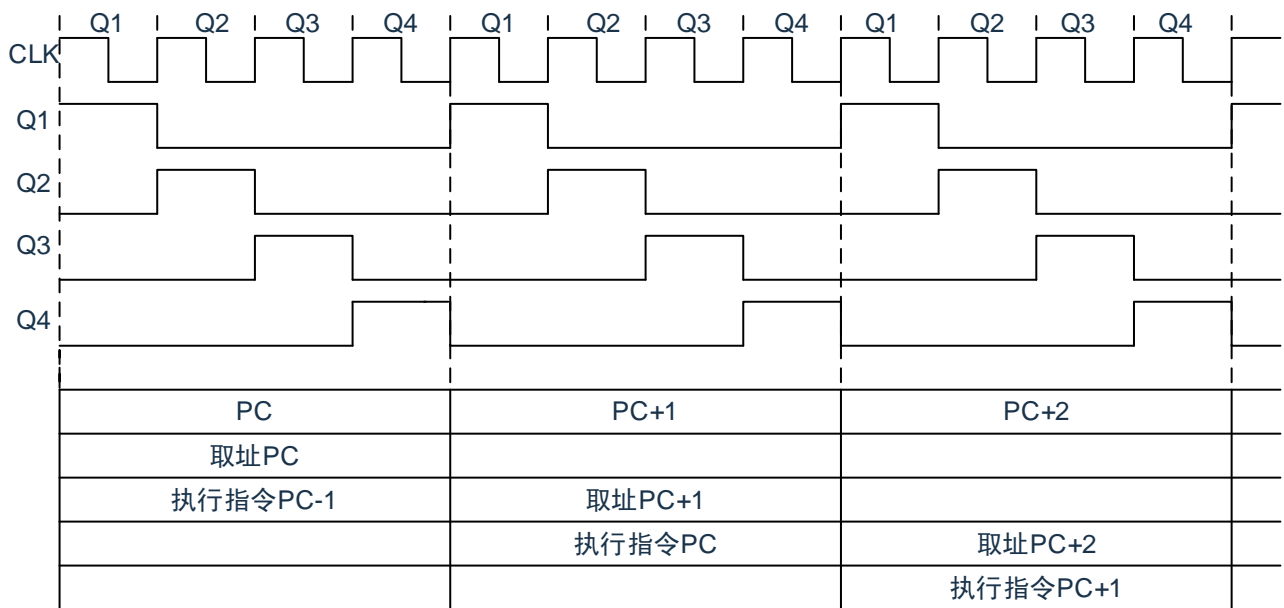 Q1 Q2 Q3 Q4 Q1 Q2 Q3 Q4 Q1 Q2 Q3 Q4
CLK
Q1
Q2
Q3
Q4
PC PC+1 PC+2
取址PC
执行指令PC-1 取址PC+1
执行指令PC 取址PC+2
执行指令PC+1